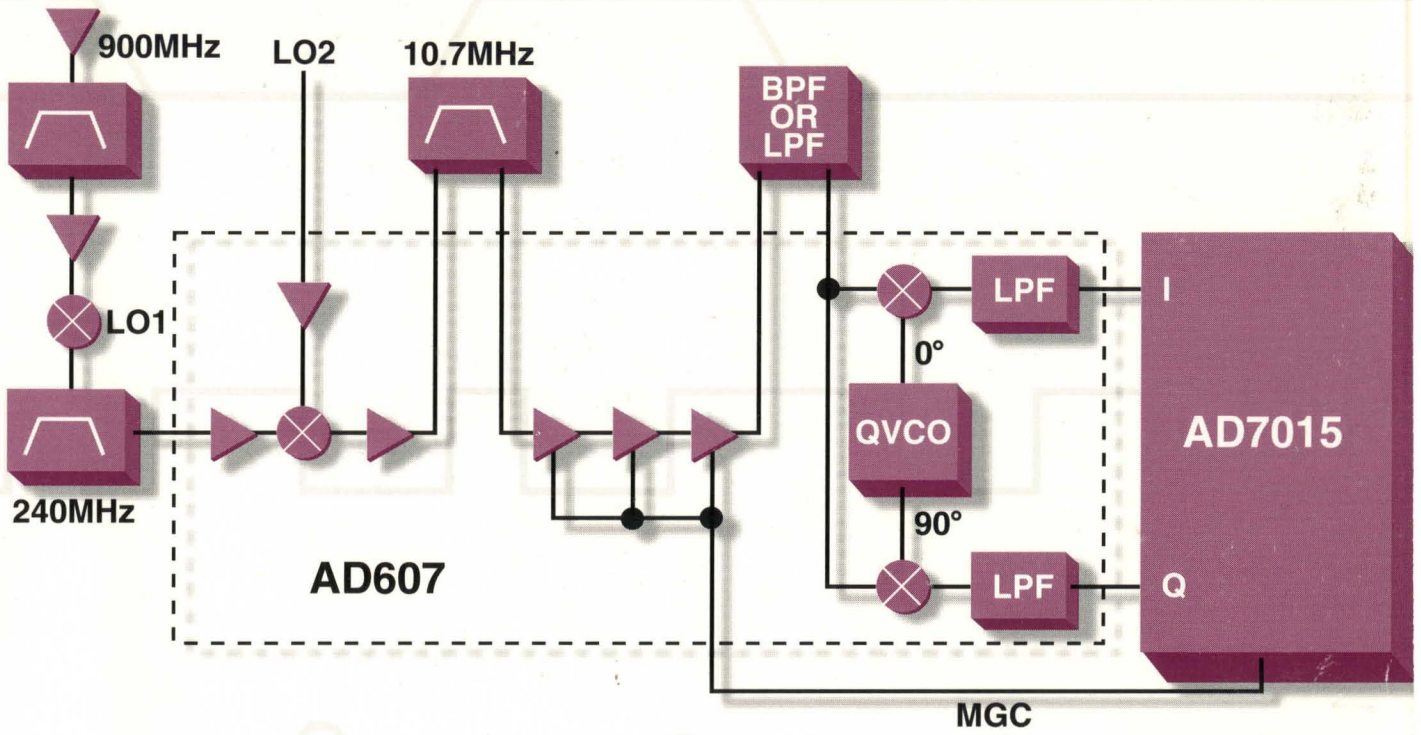 900MHz
LO2
10.7MHz
BPF
OR
LPF
LO1
240MHz
AD607
0°
QVCO
90°
LPF
LPF
I
AD7015
Q
MGC